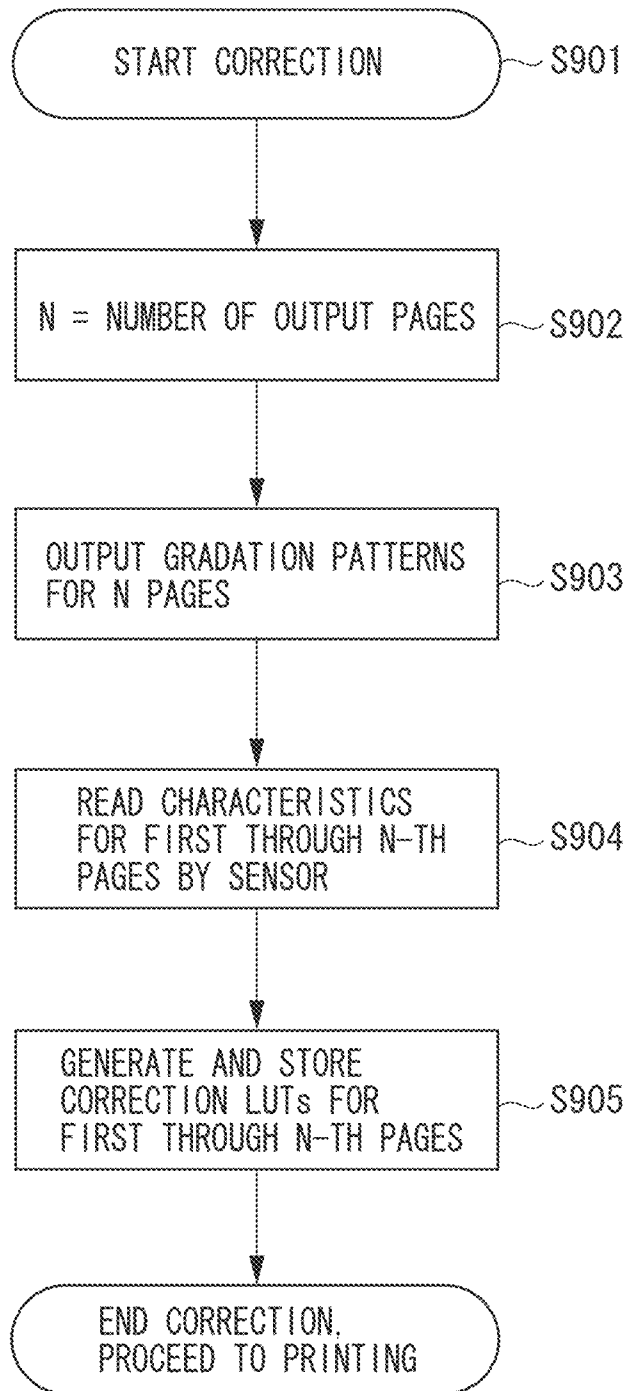 START CORRECTION
S901
N = NUMBER OF OUTPUT PAGES
S902
OUTPUT GRADATION PATTERNS
FOR N PAGES
S903
READ CHARACTERISTICS
FOR FIRST THROUGH N-TH
PAGES BY SENSOR
S904
GENERATE AND STORE
CORRECTION LUTs FOR
FIRST THROUGH N-TH PAGES
S905
END CORRECTION,
PROCEED TO PRINTING